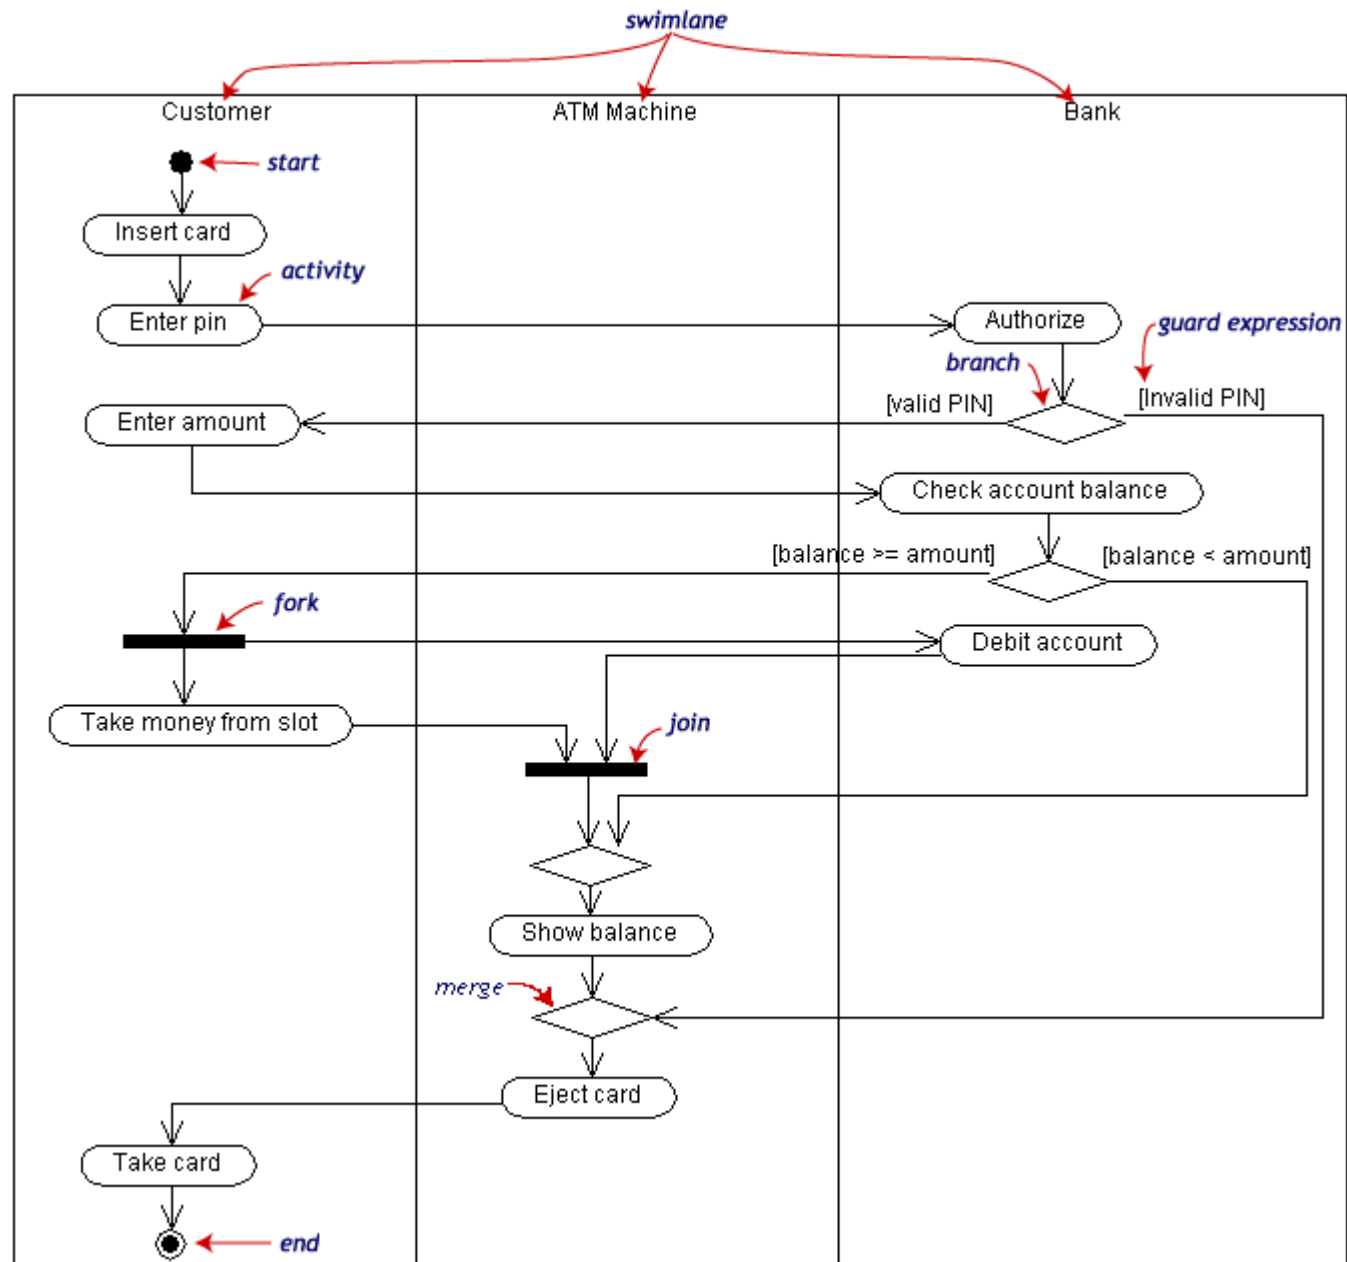 swimlane
Customer
ATM Machine
Bank
start
Insert card
activity
Enter pin
Authorize
guard expression
branch
[valid PIN]
[Invalid PIN]
Enter amount
Check account balance
[balance >= amount]
[balance < amount]
fork
Debit account
Take money from slot
join
Show balance
merge
Eject card
Take card
end